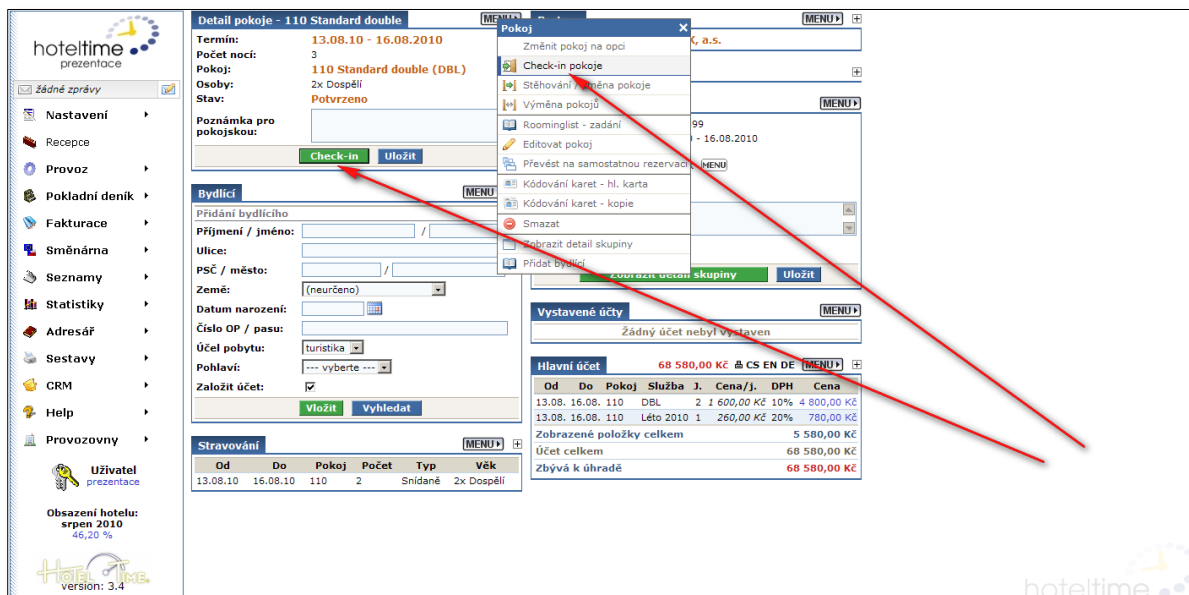 hoteltime
prezentace
žádné zprávy
Nastavení
Recepce
Provoz
Pokladní deník
Fakturace
Směnárna
Seznamy
Statistiky
Adresář
Sestavy
CRM
Help
Provozovny
Uživatel
prezentace
Obsazení hotelu:
srpen 2010
46,20 %
HOTEL TIME.
version: 3.4
Detail pokoje - 110 Standard double
Termín: 13.08.10 - 16.08.2010
Počet nocí: 3
Pokoj: 110 Standard double (DBL)
Osoby: 2x Dospělí
Stav: Potvrzeno
Poznámka pro
pokojskou:
Check-in Uložit
Bydlící MENU
Přidání bydlícího
Příjmení / jméno: /
Ulice:
PSČ / město: /
Země: (neurčeno)
Datum narození:
Číslo OP / pasu:
Účel pobytu: turistika
Pohlaví: --- vyberte ---
Založit účet:
Vložit Vyhledat
Stravování MENU
Od Do Pokoj Počet Typ Věk
13.08.10 16.08.10 110 2 Snídaně 2x Dospělí
Pokoj X
Změnit pokoj na opci
Check-in pokoje
Stěhování / změna pokoje
Výměna pokojů
Roominglist - zadání
Editovat pokoj
Převést na samostatnou rezervaci
Kódování karet - hl. karta
Kódování karet - kopie
Smazat
Zobrazit detail skupiny
Přidat bydlící
MENU
, a.s.
MENU
99
- 16.08.2010
MENU
Zobrazit detail skupiny Uložit
Vystavené účty MENU
Žádný účet nebyl vystaven
Hlavní účet 68 580,00 Kč CS EN DE MENU
Od Do Pokoj Služba J. Cena/j. DPH Cena
13.08. 16.08. 110 DBL 2 1 600,00 Kč 10% 4 800,00 Kč
13.08. 16.08. 110 Léto 2010 1 260,00 Kč 20% 780,00 Kč
Zobrazené položky celkem 5 580,00 Kč
Účet celkem 68 580,00 Kč
Zbývá k úhradě 68 580,00 Kč
hoteltime